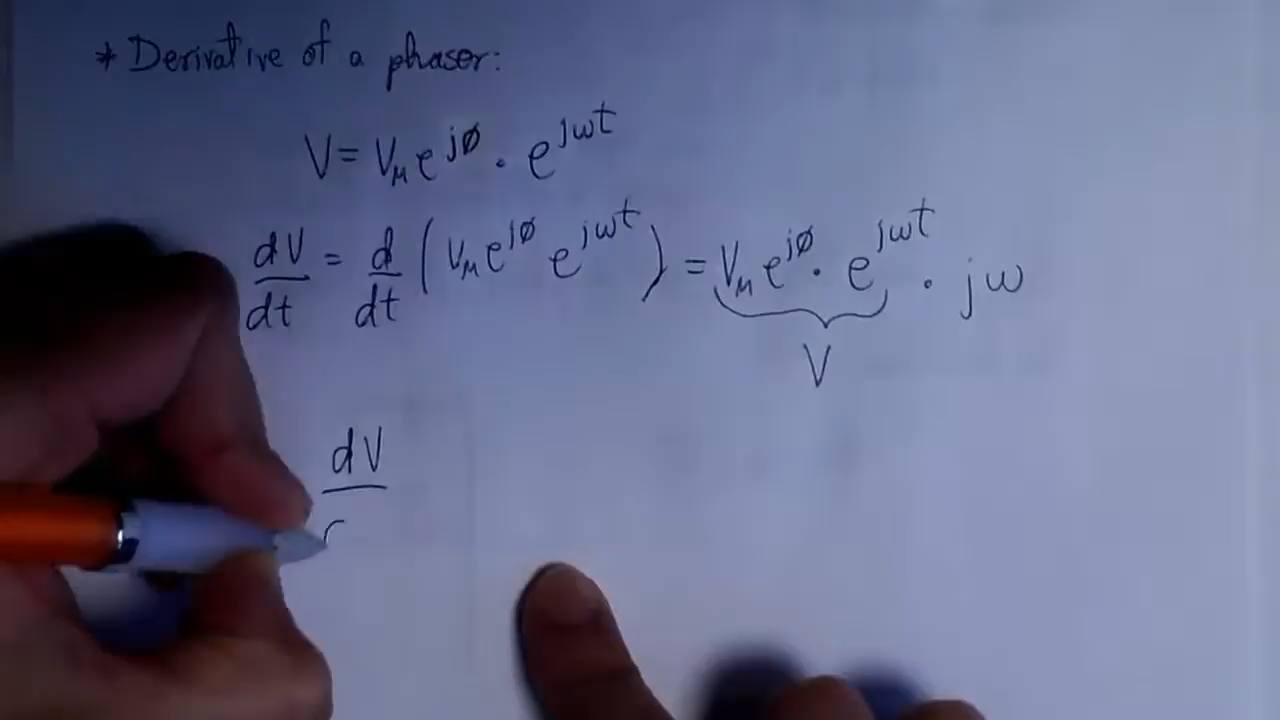 * Derivative of a phaser:
V = V_M e^{jø} · e^{jωt}
dV/dt = d/dt ( V_M e^{jø} e^{jωt} ) = V_M e^{jø} · e^{jωt} · jω
V
dV